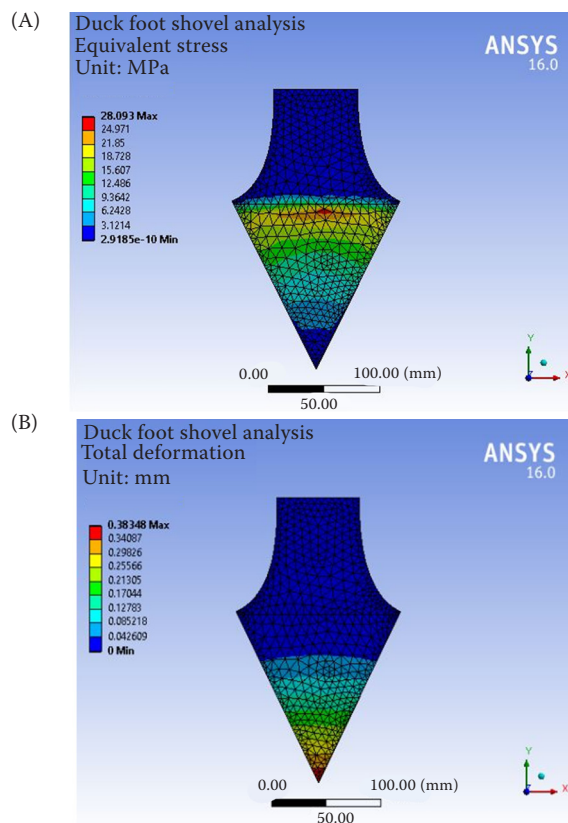 (A)
Duck foot shovel analysis
Equivalent stress
Unit: MPa
ANSYS
16.0
28.093 Max
24.971
21.85
18.728
15.607
12.486
9.3642
6.2428
3.1214
2.9185e-10 Min
Y
Z
X
0.00
100.00 (mm)
50.00
(B)
Duck foot shovel analysis
Total deformation
Unit: mm
ANSYS
16.0
0.38348 Max
0.34087
0.29826
0.25566
0.21305
0.17044
0.12783
0.085218
0.042609
0 Min
Y
Z
X
0.00
100.00 (mm)
50.00